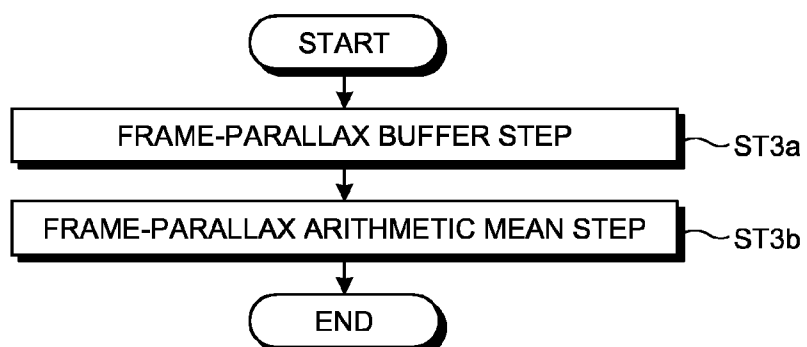 START
FRAME-PARALLAX BUFFER STEP
ST3a
FRAME-PARALLAX ARITHMETIC MEAN STEP
ST3b
END